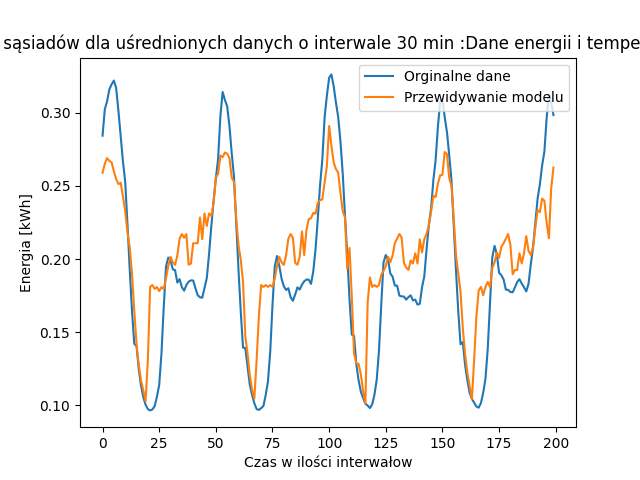 sąsiadów dla uśrednionych danych o interwale 30 min :Dane energii i tempe
Orginalne dane
Przewidywanie modelu
Energia [kWh]
0.30
0.25
0.20
0.15
0.10
0 25 50 75 100 125 150 175 200
Czas w ilości interwałow